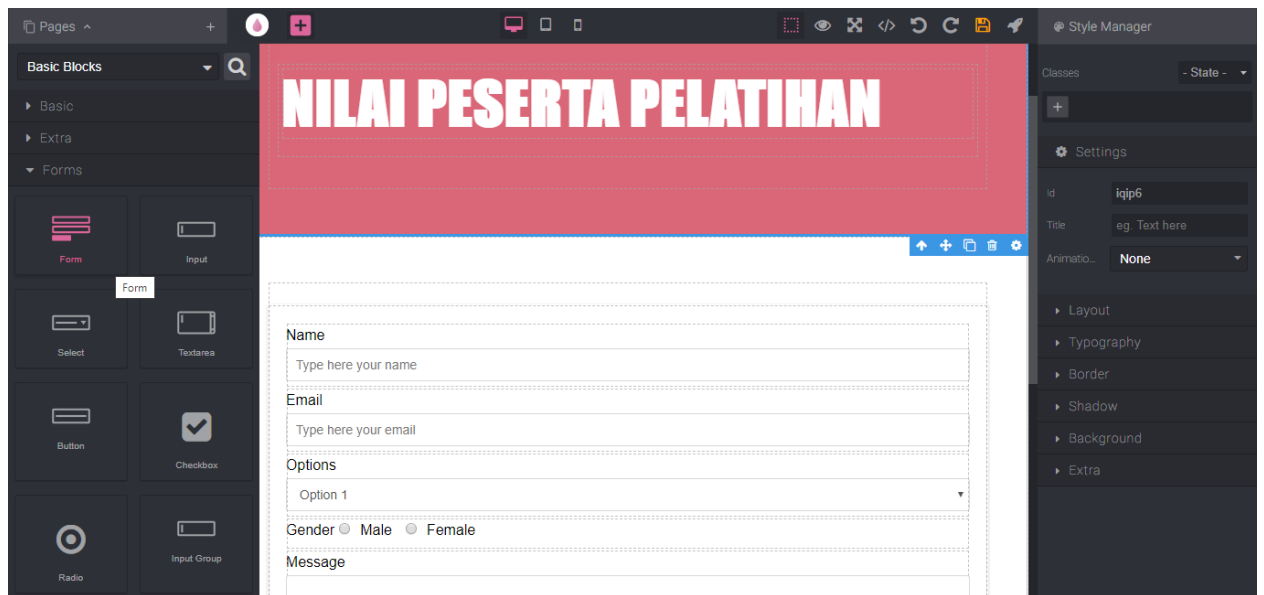 Pages
+
Basic Blocks
Basic
Extra
Forms
Form
Input
Form
Select
Textarea
Button
Checkbox
Radio
Input Group
NILAI PESERTA PELATIHAN
Name
Type here your name
Email
Type here your email
Options
Option 1
Gender Male Female
Message
Style Manager
Classes
- State -
+
Settings
Id
iqip6
Title
eg. Text here
Animatio...
None
Layout
Typography
Border
Shadow
Background
Extra